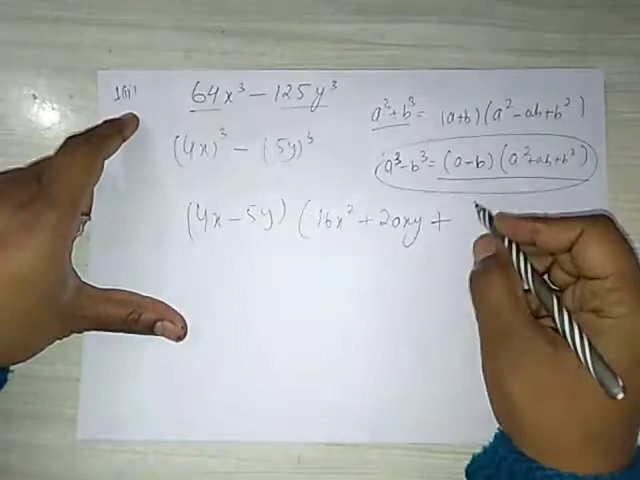 64x³ − 125y³
a²+b³ = (a+b)(a²−ab+b²)
(4x)³ − (5y)³
a³−b³ = (a−b)(a²+ab+b²)
(4x − 5y) (16x² + 20xy +